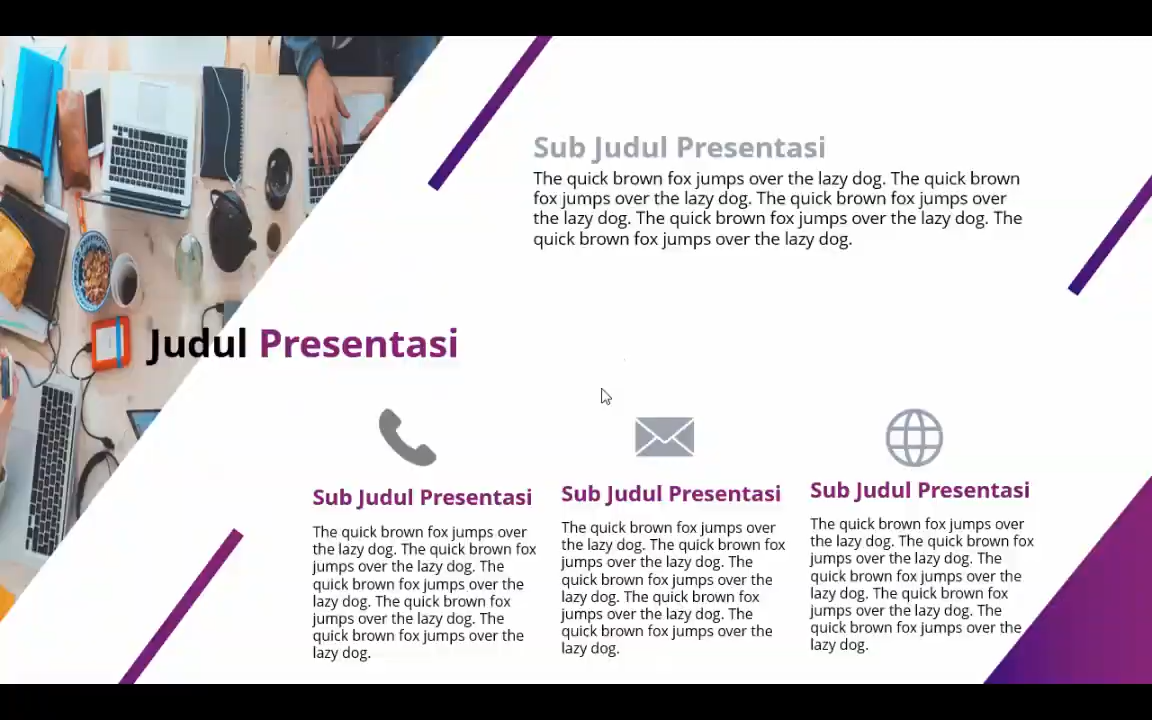 Sub Judul Presentasi
The quick brown fox jumps over the lazy dog. The quick brown
fox jumps over the lazy dog. The quick brown fox jumps over
the lazy dog. The quick brown fox jumps over the lazy dog. The
quick brown fox jumps over the lazy dog.
Judul Presentasi
Sub Judul Presentasi
The quick brown fox jumps over
the lazy dog. The quick brown fox
jumps over the lazy dog. The
quick brown fox jumps over the
lazy dog. The quick brown fox
jumps over the lazy dog. The
quick brown fox jumps over the
lazy dog.
Sub Judul Presentasi
The quick brown fox jumps over
the lazy dog. The quick brown fox
jumps over the lazy dog. The
quick brown fox jumps over the
lazy dog. The quick brown fox
jumps over the lazy dog. The
quick brown fox jumps over the
lazy dog.
Sub Judul Presentasi
The quick brown fox jumps over
the lazy dog. The quick brown fox
jumps over the lazy dog. The
quick brown fox jumps over the
lazy dog. The quick brown fox
jumps over the lazy dog. The
quick brown fox jumps over the
lazy dog.